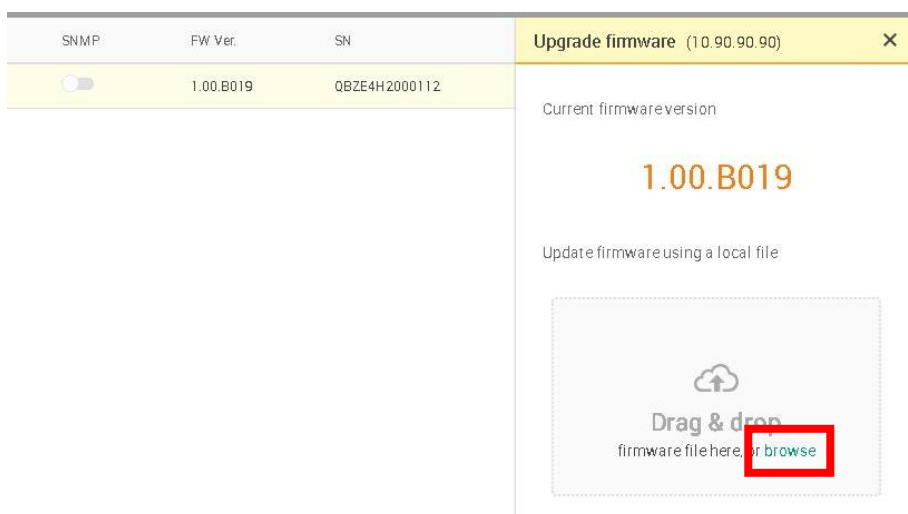 SNMP FW Ver. SN
1.00.B019 QBZE4H2000112
Upgrade firmware (10.90.90.90)
Current firmware version
1.00.B019
Update firmware using a local file
Drag & drop
firmware file here, or browse